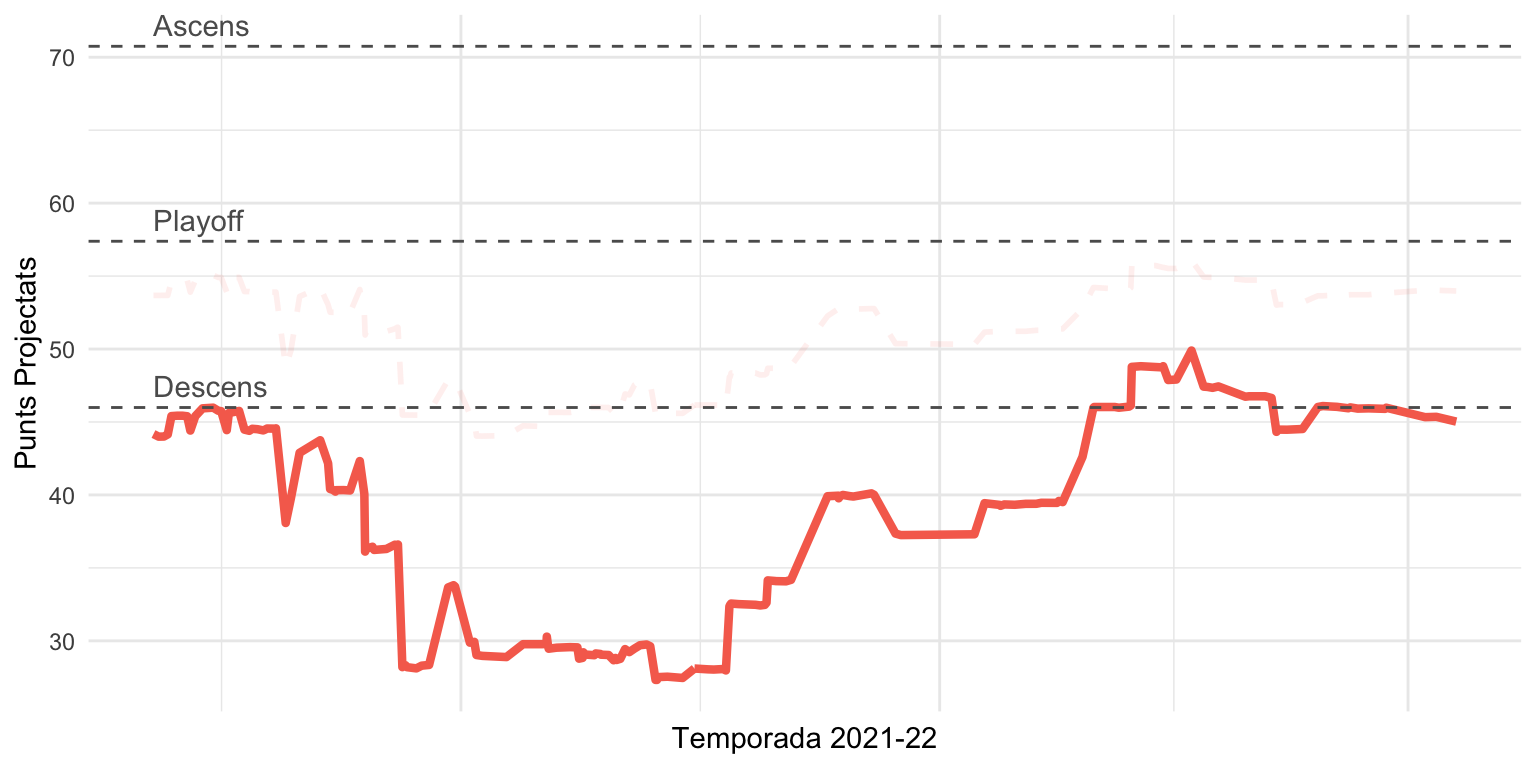 Ascens
70
60
Playoff
50
Descens
40
30
Punts Projectats
Temporada 2021-22